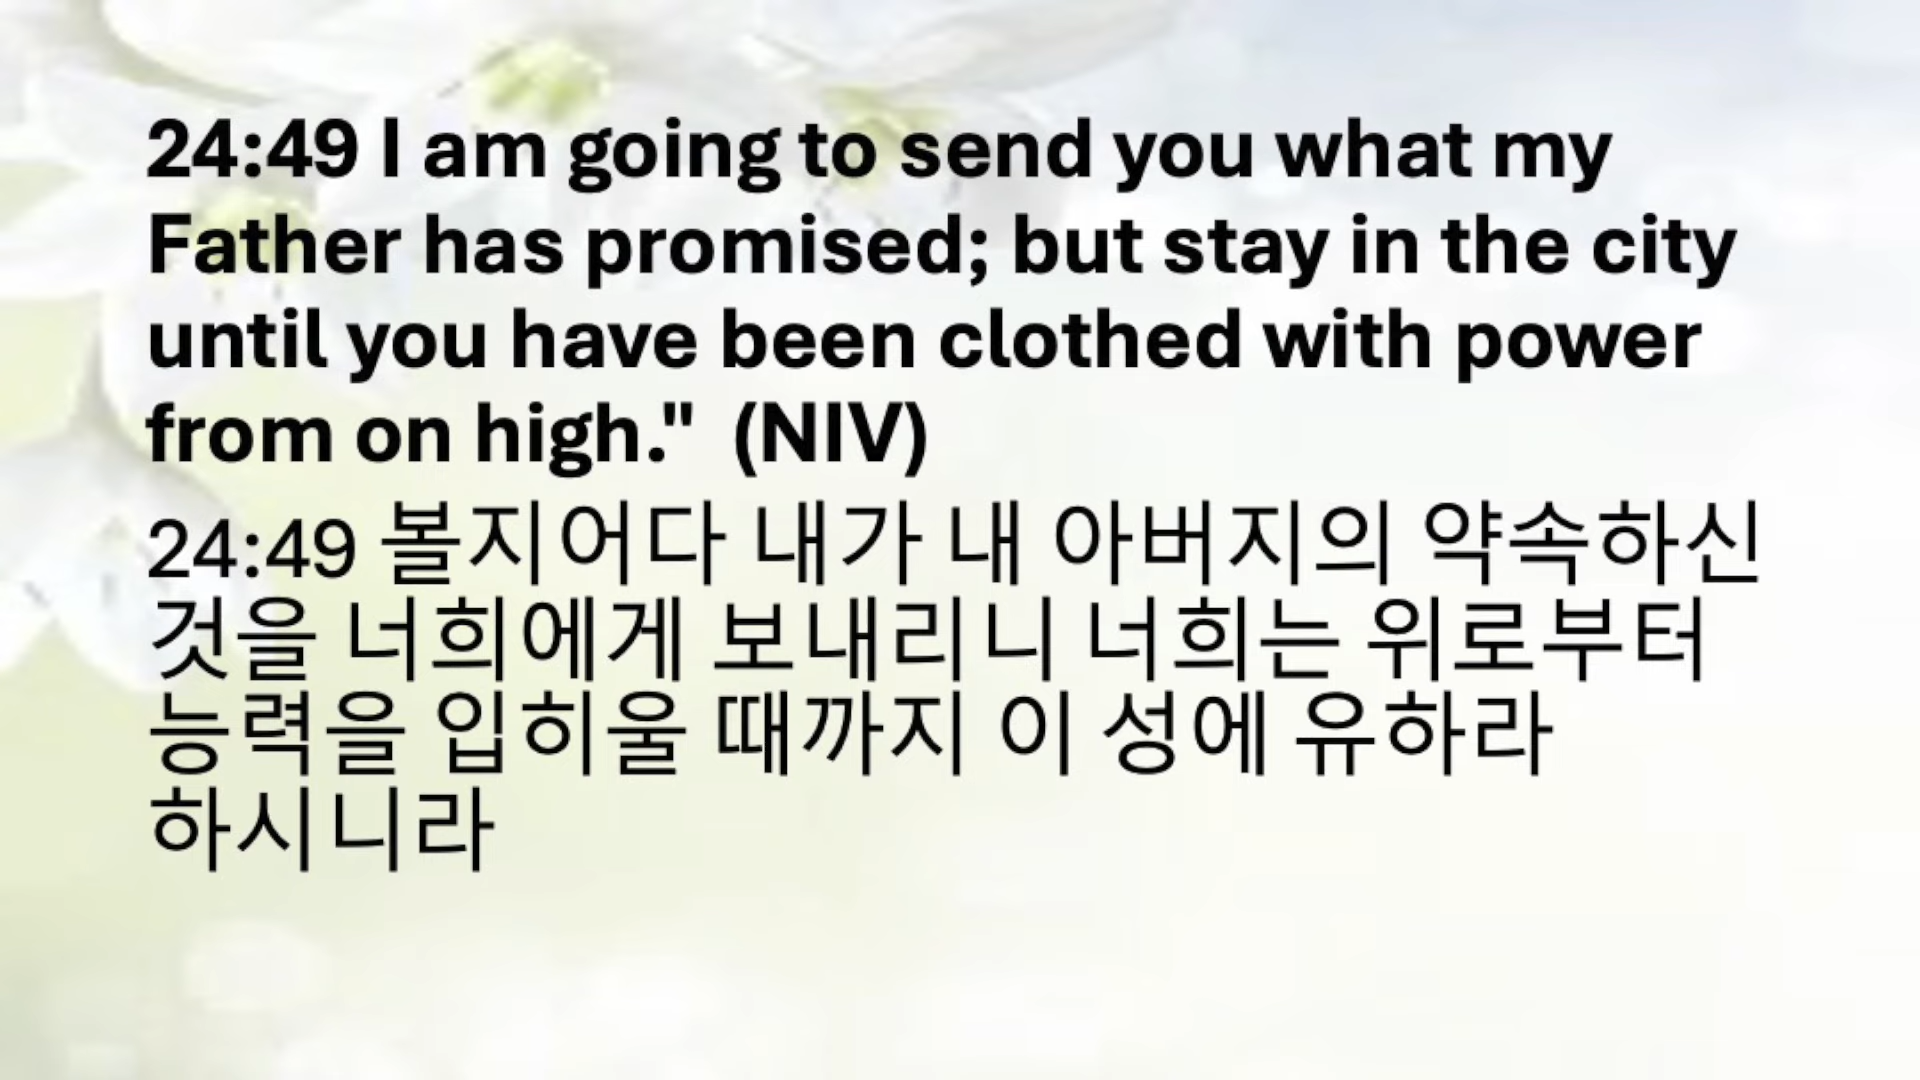 24:49 I am going to send you what my
Father has promised; but stay in the city
until you have been clothed with power
from on high."  (NIV)
24:49 볼지어다 내가 내 아버지의 약속하신
것을 너희에게 보내리니 너희는 위로부터
능력을 입히울 때까지 이 성에 유하라
하시니라